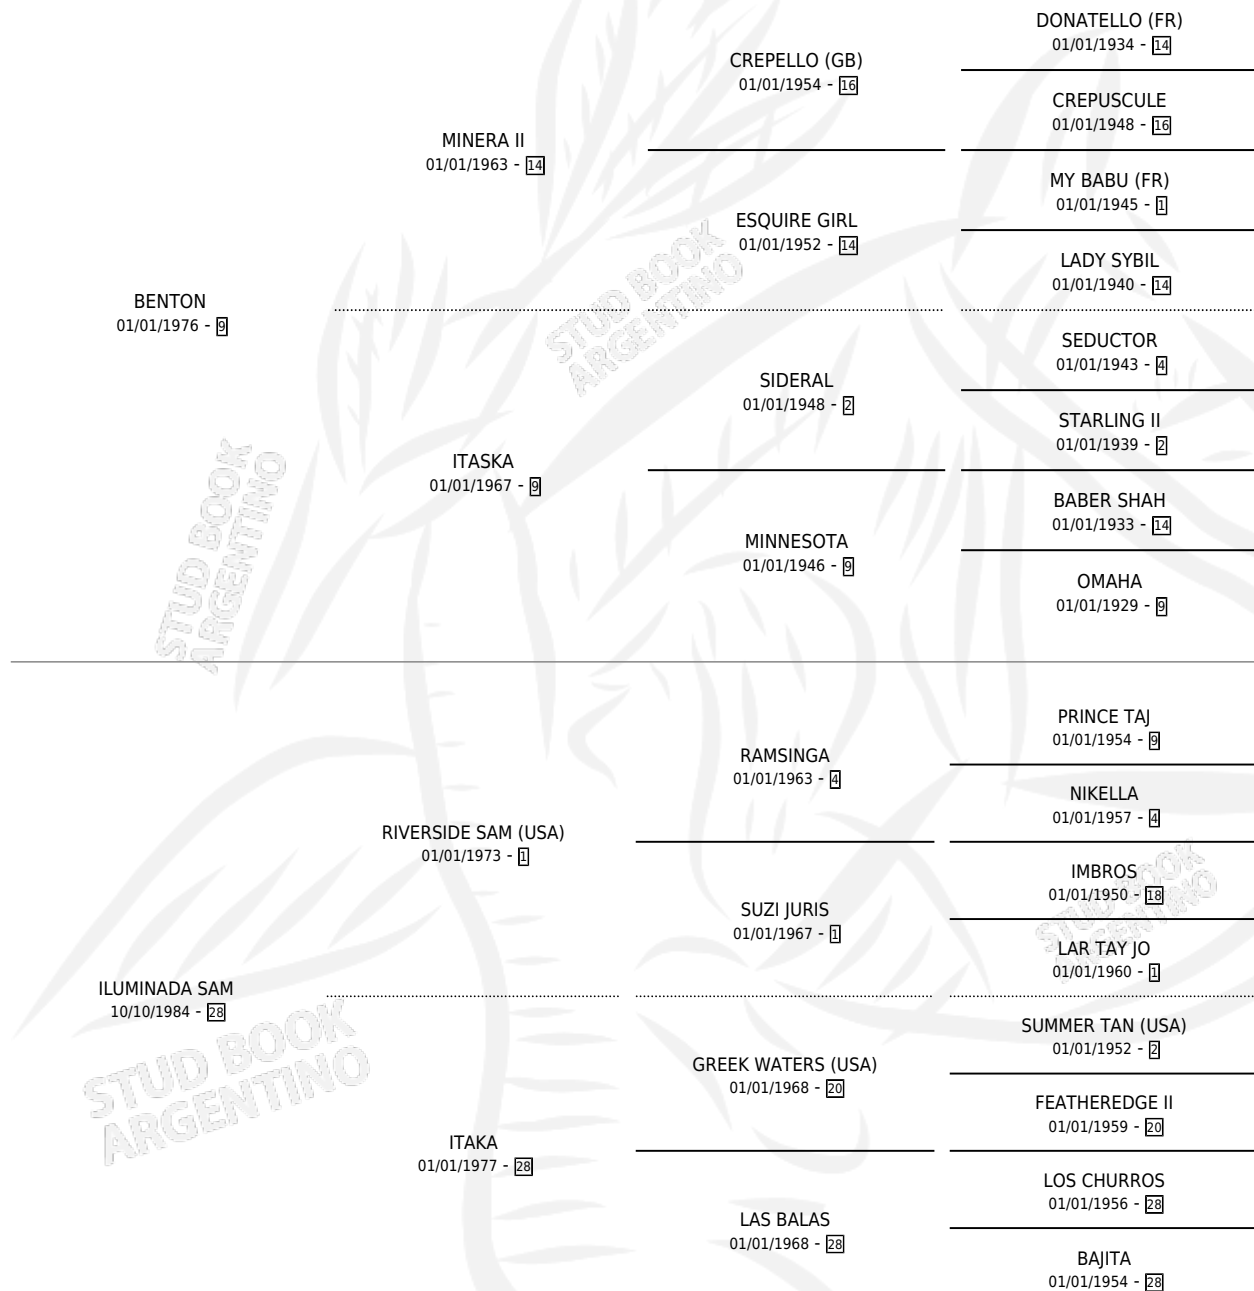 DONATELLO (FR)
01/01/1934 - 14
CREPELLO (GB)
01/01/1954 - 16
CREPUSCULE
01/01/1948 - 16
MINERA II
01/01/1963 - 14
MY BABU (FR)
01/01/1945 - 1
ESQUIRE GIRL
01/01/1952 - 14
LADY SYBIL
01/01/1940 - 14
BENTON
01/01/1976 - 9
SEDUCTOR
01/01/1943 - 4
SIDERAL
01/01/1948 - 2
STARLING II
01/01/1939 - 2
ITASKA
01/01/1967 - 9
BABER SHAH
01/01/1933 - 14
MINNESOTA
01/01/1946 - 9
OMAHA
01/01/1929 - 9
PRINCE TAJ
01/01/1954 - 9
RAMSINGA
01/01/1963 - 4
NIKELLA
01/01/1957 - 4
RIVERSIDE SAM (USA)
01/01/1973 - 1
IMBROS
01/01/1950 - 18
SUZI JURIS
01/01/1967 - 1
LAR TAY JO
01/01/1960 - 1
ILUMINADA SAM
10/10/1984 - 28
SUMMER TAN (USA)
01/01/1952 - 2
GREEK WATERS (USA)
01/01/1968 - 20
FEATHEREDGE II
01/01/1959 - 20
ITAKA
01/01/1977 - 28
LOS CHURROS
01/01/1956 - 28
LAS BALAS
01/01/1968 - 28
BAJITA
01/01/1954 - 28
STUD BOOK
ARGENTINO
STUD BOOK
ARGENTINO
STUD BOOK
ARGENTINO
STUD BOOK
ARGENTINO